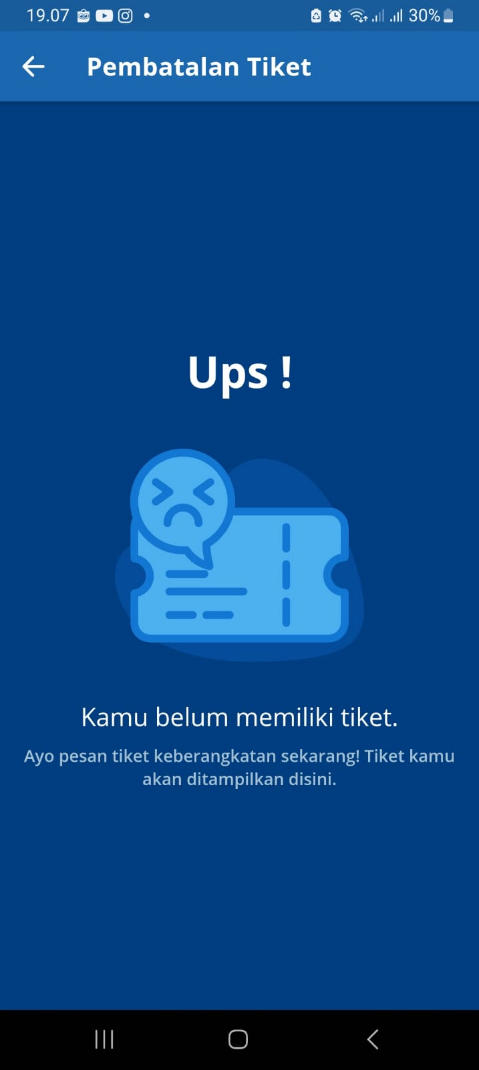 19.07
30%
Pembatalan Tiket
Ups !
Kamu belum memiliki tiket.
Ayo pesan tiket keberangkatan sekarang! Tiket kamu
akan ditampilkan disini.